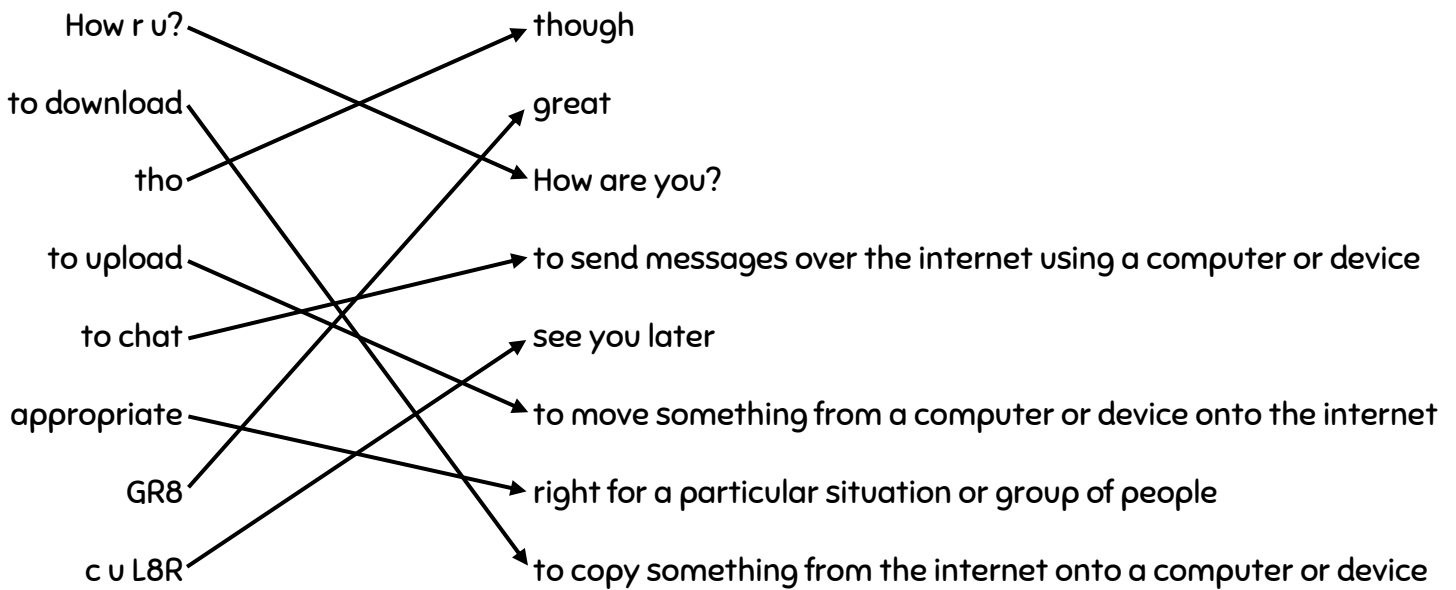 How r u?
to download
tho
to upload
to chat
appropriate
GR8
c u L8R
though
great
How are you?
to send messages over the internet using a computer or device
see you later
to move something from a computer or device onto the internet
right for a particular situation or group of people
to copy something from the internet onto a computer or device